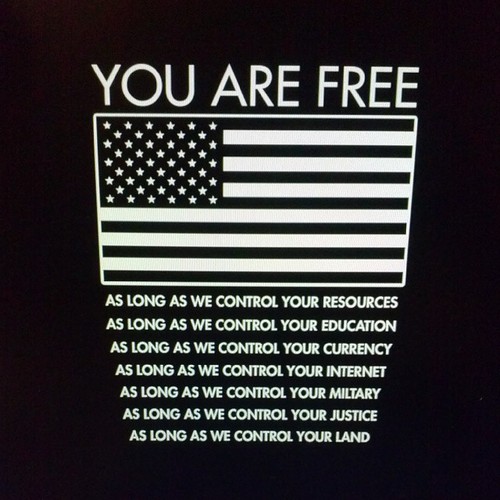 YOU ARE FREE
AS LONG AS WE CONTROL YOUR RESOURCES
AS LONG AS WE CONTROL YOUR EDUCATION
AS LONG AS WE CONTROL YOUR CURRENCY
AS LONG AS WE CONTROL YOUR INTERNET
AS LONG AS WE CONTROL YOUR MILTARY
AS LONG AS WE CONTROL YOUR JUSTICE
AS LONG AS WE CONTROL YOUR LAND